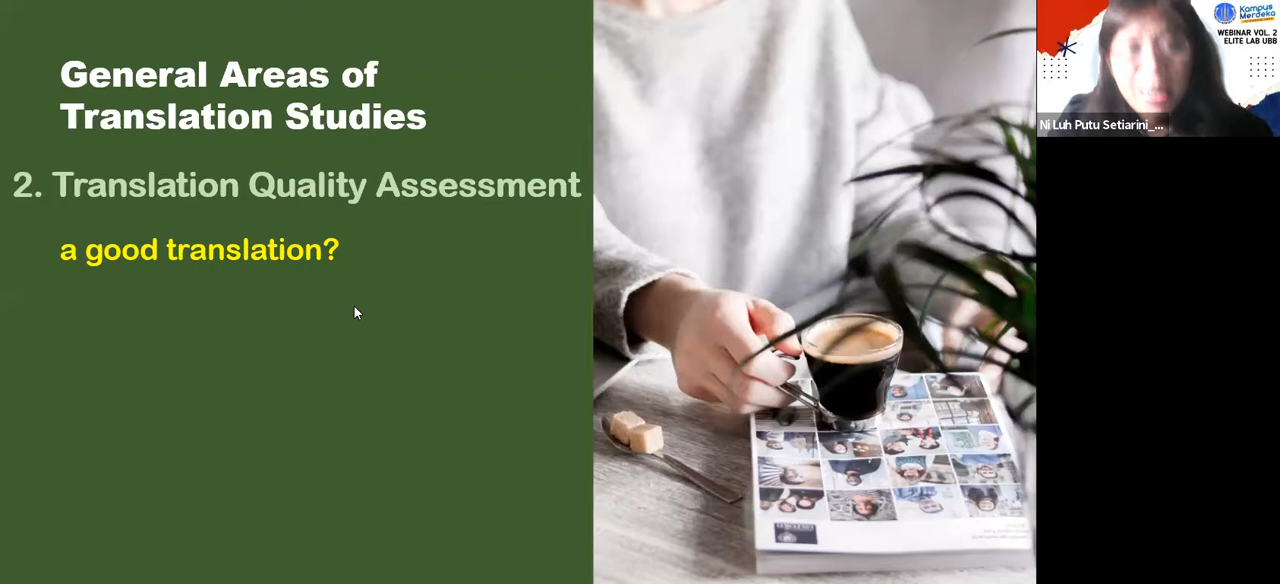 General Areas of
Translation Studies
2. Translation Quality Assessment
a good translation?
Kampus
Merdeka
WEBINAR VOL. 2
ELITE LAB UBB
Ni Luh Putu Setiarini_...